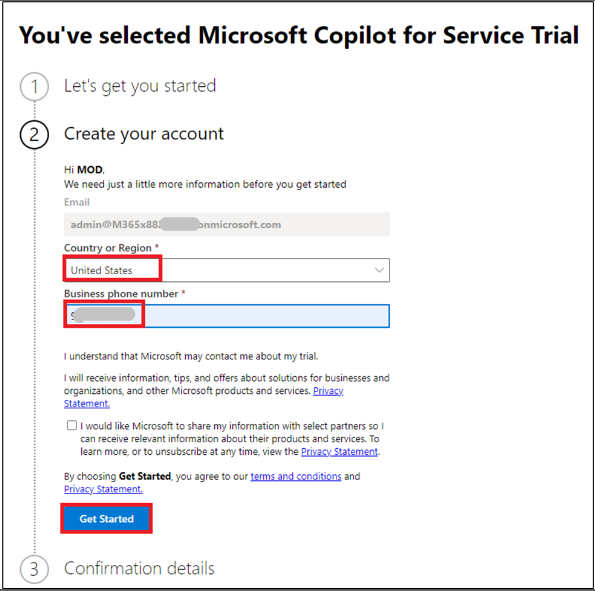 You've selected Microsoft Copilot for Service Trial
1
Let's get you started
2
Create your account
Hi MOD,
We need just a little more information before you get started
Email
admin@M365x882 onmicrosoft.com
Country or Region *
United States
Business phone number *
9
I understand that Microsoft may contact me about my trial.
I will receive information, tips, and offers about solutions for businesses and
organizations, and other Microsoft products and services. Privacy
Statement.
I would like Microsoft to share my information with select partners so I
can receive relevant information about their products and services. To
learn more, or to unsubscribe at any time, view the Privacy Statement.
By choosing Get Started, you agree to our terms and conditions and
Privacy Statement.
Get Started
3
Confirmation details